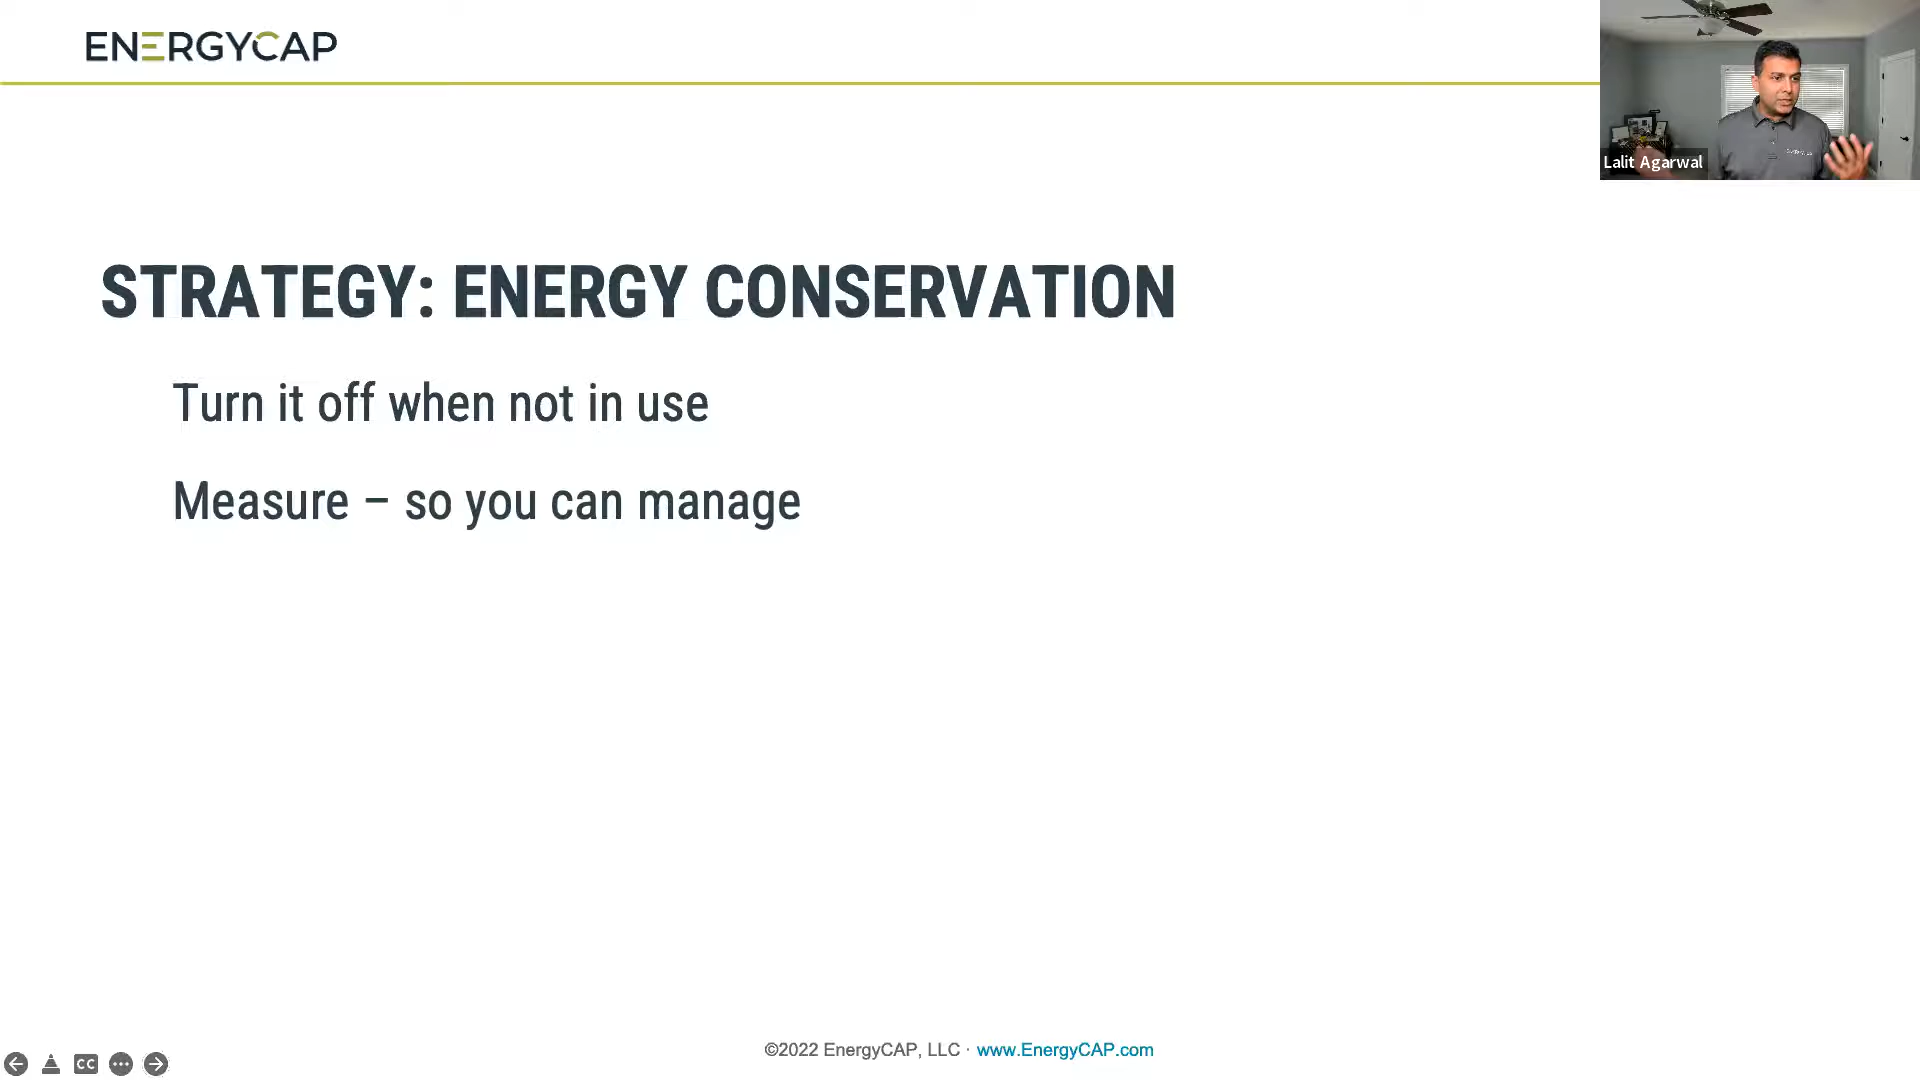 ENERGYCAP
Lalit Agarwal
STRATEGY: ENERGY CONSERVATION
Turn it off when not in use
Measure – so you can manage
©2022 EnergyCAP, LLC · www.EnergyCAP.com
CC